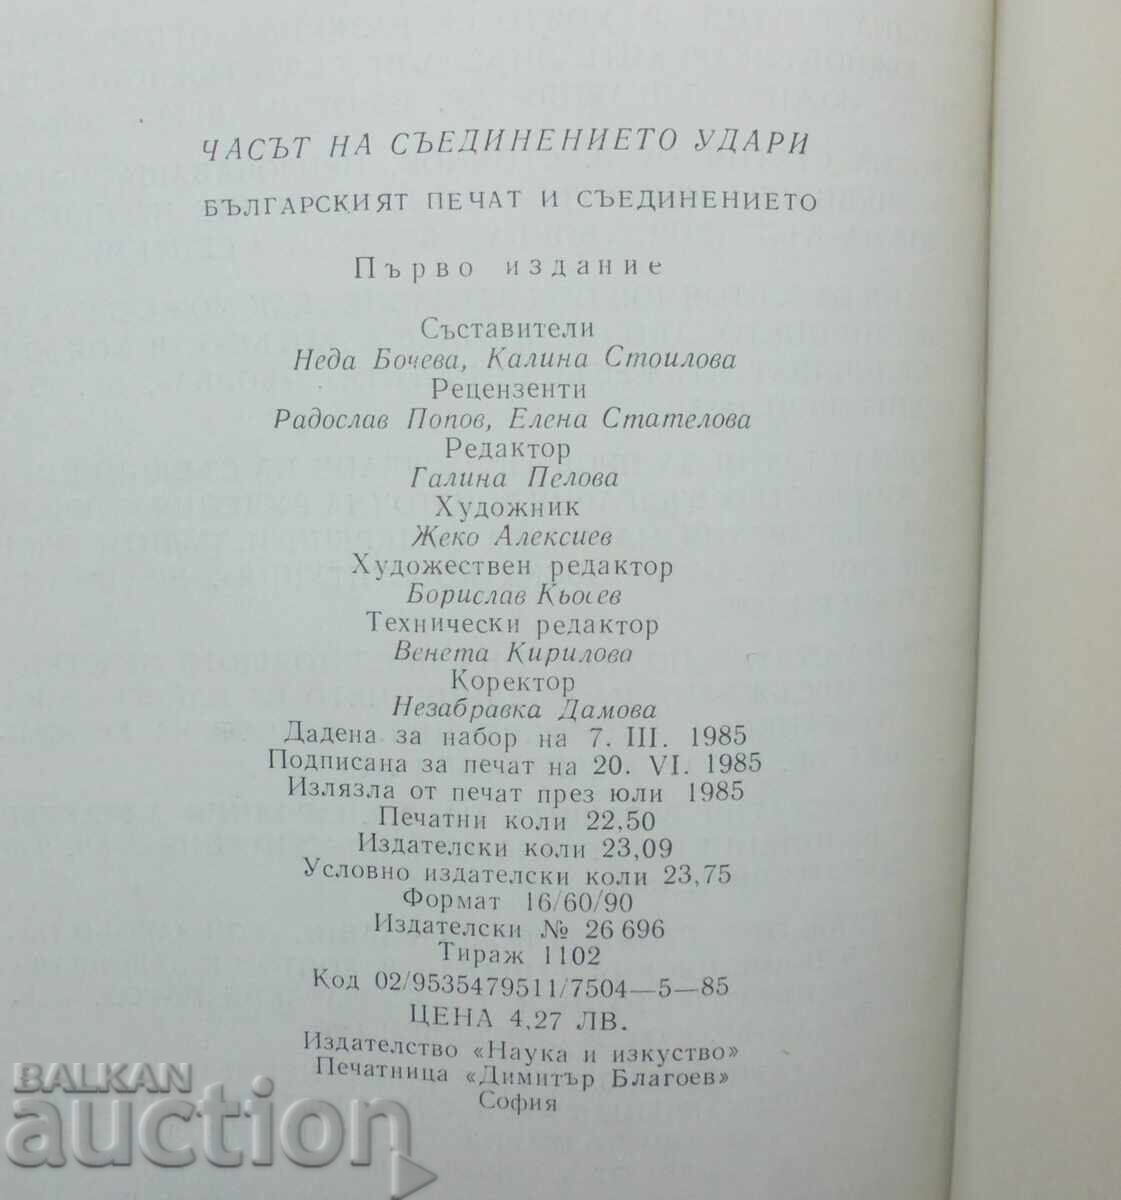 ЧАСЪТ НА СЪЕДИНЕНИЕТО УДАРИ
БЪЛГАРСКИЯТ ПЕЧАТ И СЪЕДИНЕНИЕТО
Първо издание
Съставители
Неда Бочева, Калина Стоилова
Рецензенти
Радослав Попов, Елена Стателова
Редактор
Галина Пелова
Художник
Жеко Алексиев
Художествен редактор
Борислав Кьосев
Технически редактор
Венета Кирилова
Коректор
Незабравка Дамова
Дадена за набор на 7. III. 1985
Подписана за печат на 20. VI. 1985
Излязла от печат през юли 1985
Печатни коли 22,50
Издателски коли 23,09
Условно издателски коли 23,75
Формат 16/60/90
Издателски № 26 696
Тираж 1102
Код 02/9535479511/7504—5—85
ЦЕНА 4,27 ЛВ.
Издателство «Наука и изкуство»
Печатница «Димитър Благоев»
София
BALKAN
auction